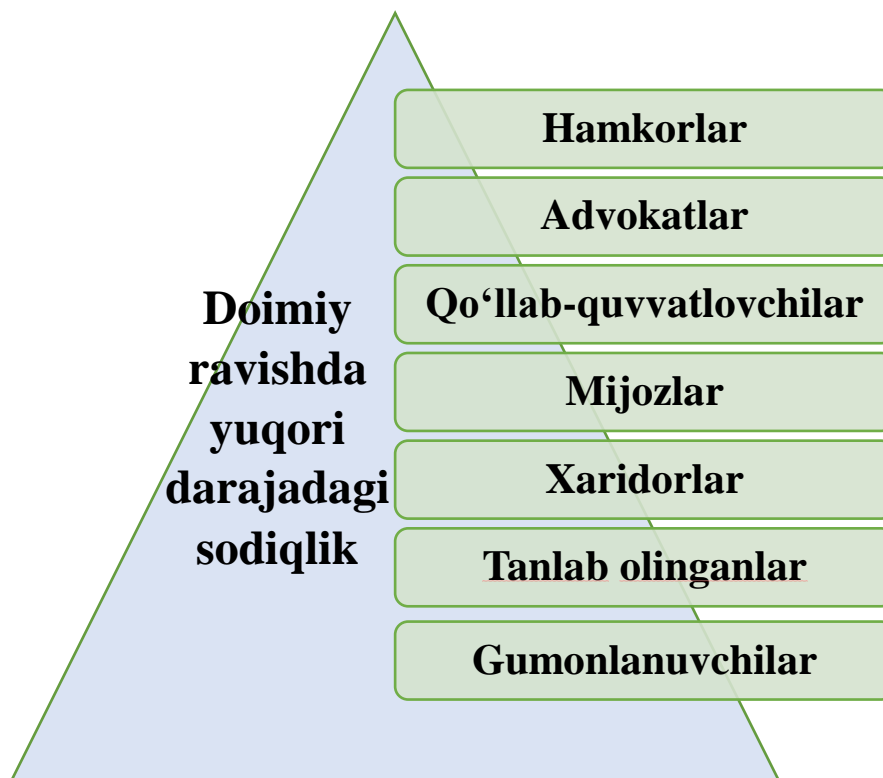 Hamkorlar
Advokatlar
Qo‘llab-quvvatlovchilar
Mijozlar
Xaridorlar
Tanlab olinganlar
Gumonlanuvchilar
Doimiy
ravishda
yuqori
darajadagi
sodiqlik